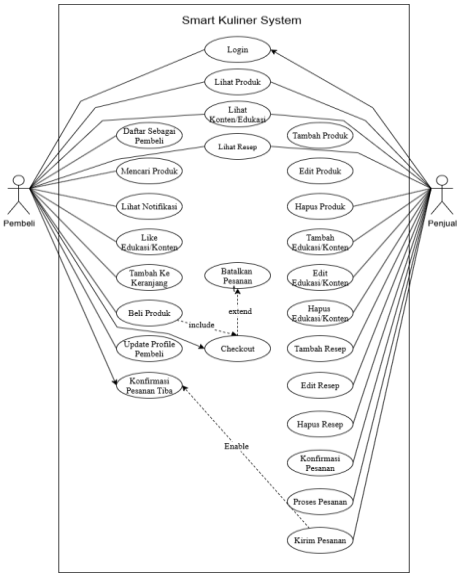 Smart Kuliner System
Login
Lihat Produk
Lihat
Konten/Edukasi
Daftar Sebagai
Pembeli
Tambah Produk
Lihat Resep
Mencari Produk
Edit Produk
Pembeli
Penjual
Lihat Notifikasi
Hapus Produk
Like
Edukasi/Konten
Tambah
Edukasi/Konten
Tambah Ke
Keranjang
Batalkan
Pesanan
Edit
Edukasi/Konten
Beli Produk
include
extend
Hapus
Edukasi/Konten
Update Profile
Pembeli
Checkout
Tambah Resep
Konfirmasi
Pesanan Tiba
Edit Resep
Hapus Resep
Enable
Konfirmasi
Pesanan
Proses Pesanan
Kirim Pesanan